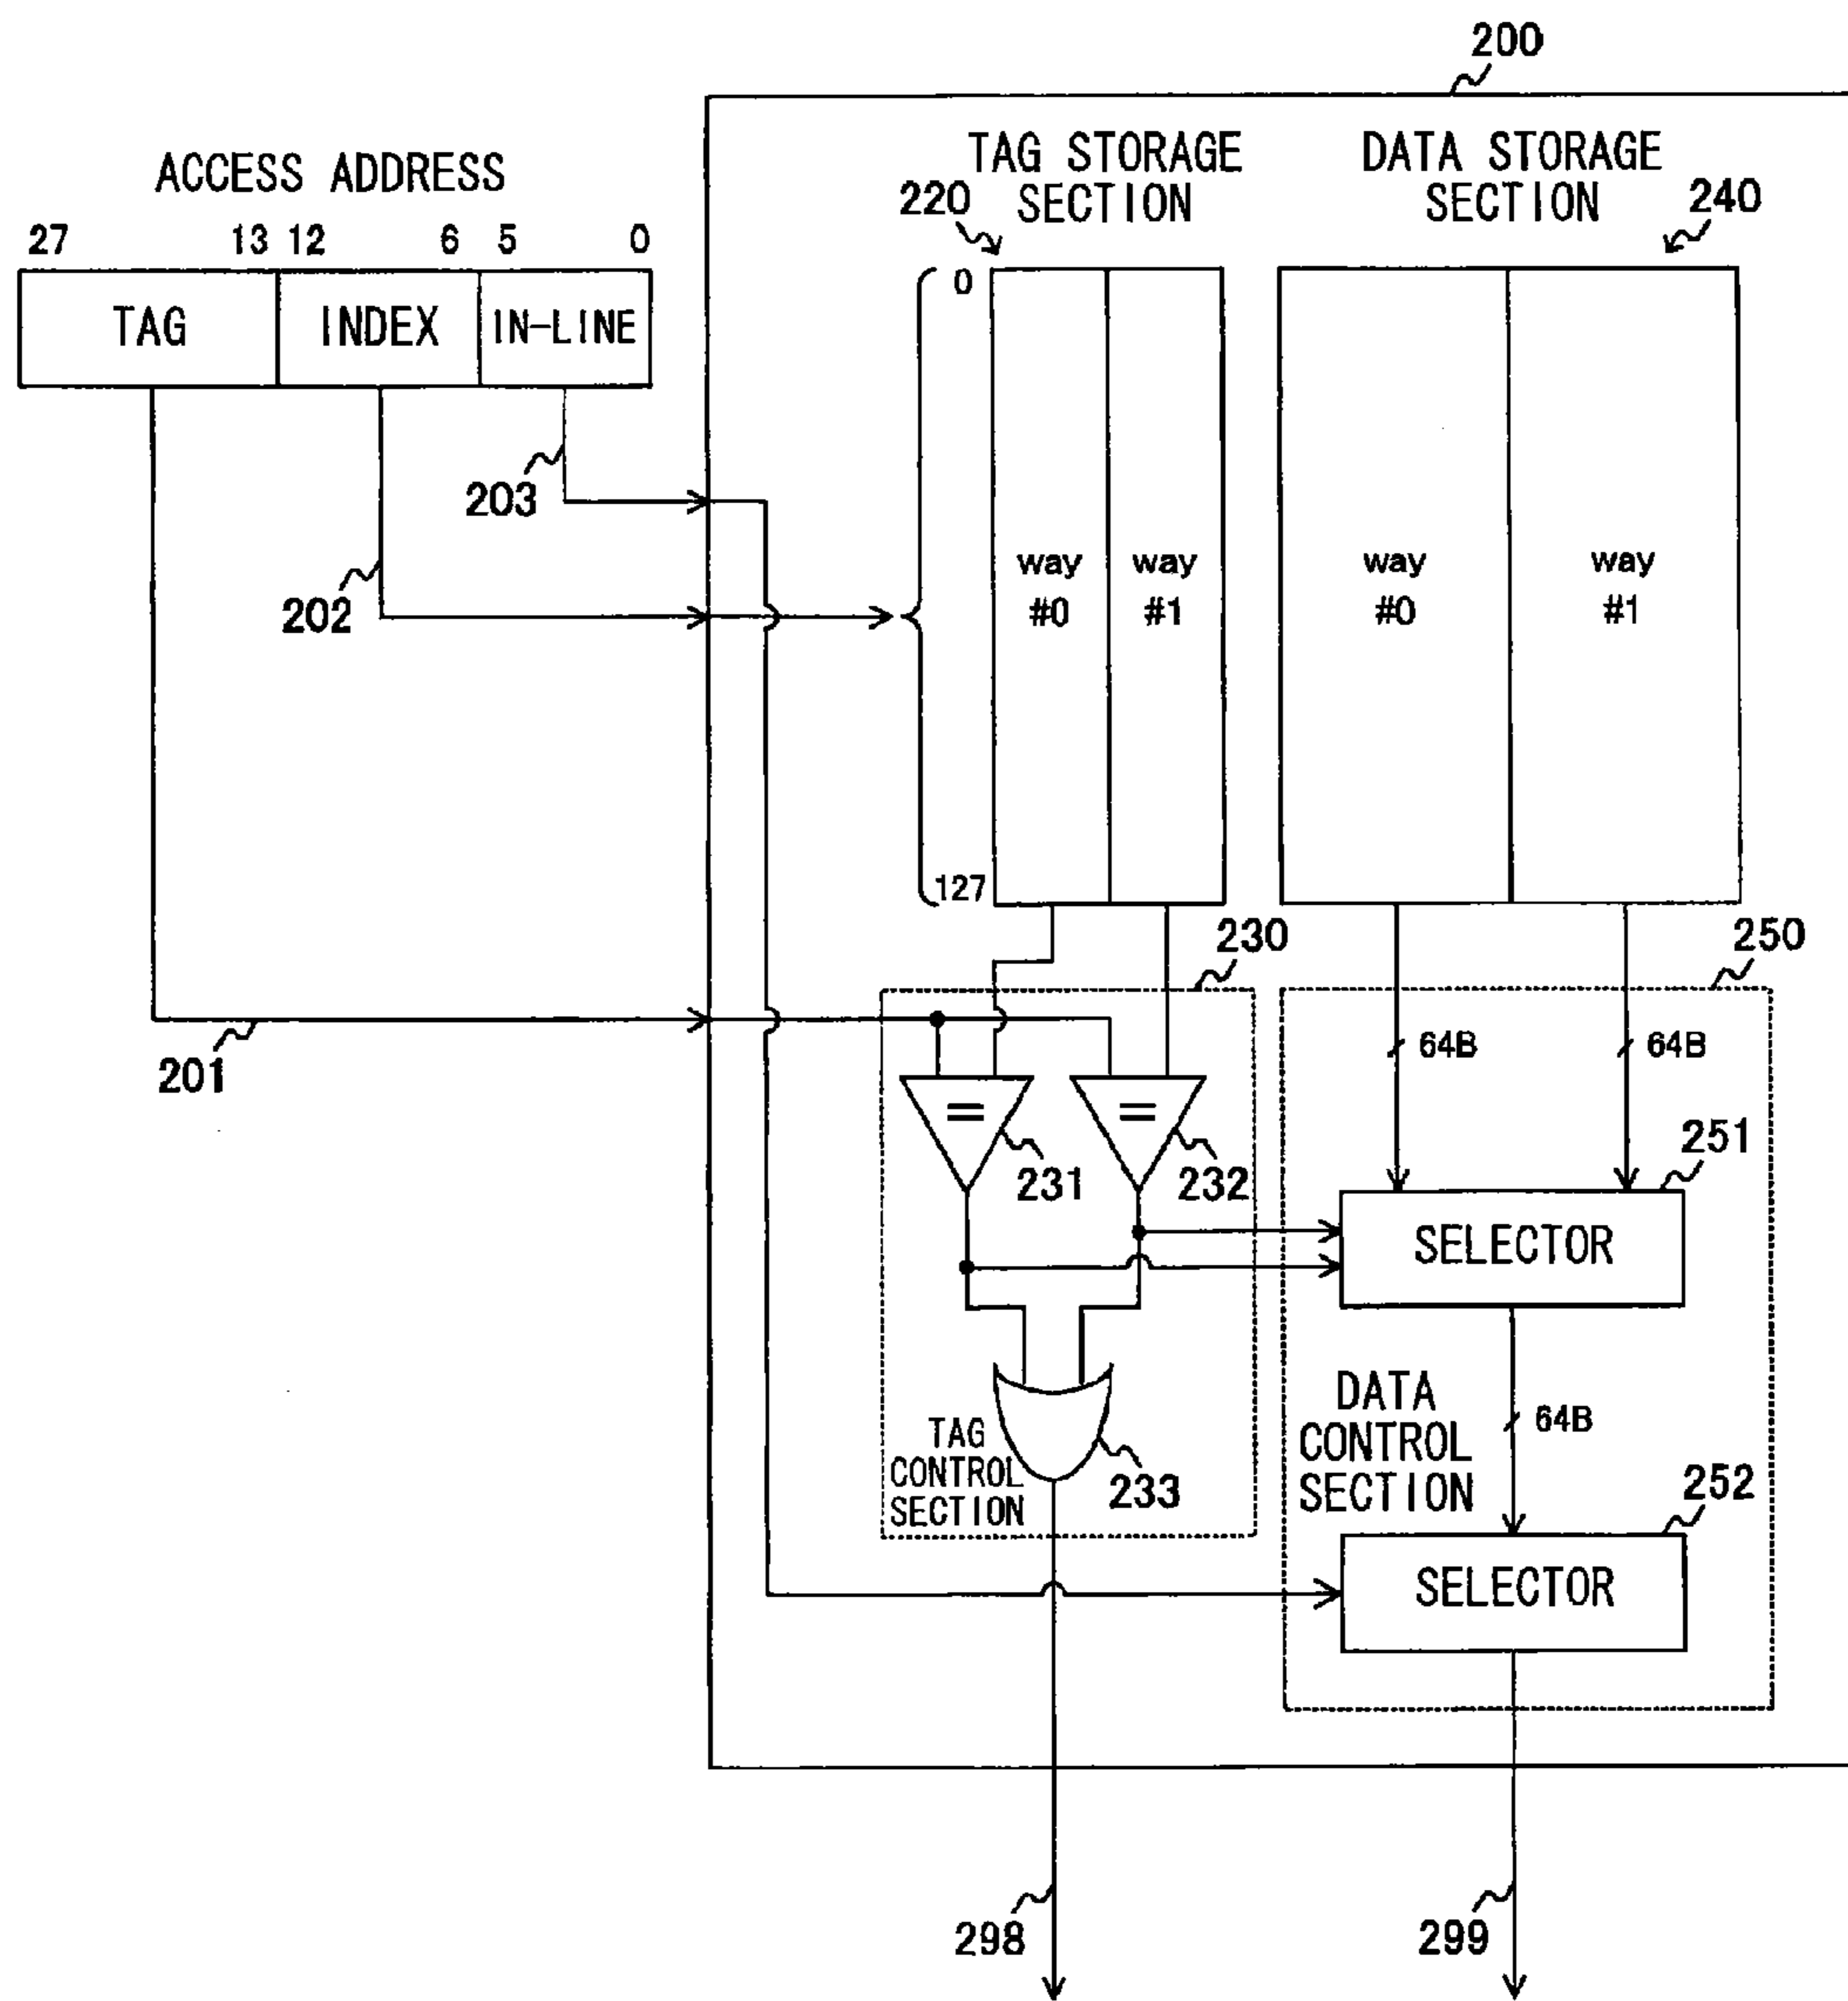 200
ACCESS ADDRESS
27 13 12 6 5 0
TAG INDEX IN-LINE
203
202
201
TAG STORAGE
SECTION
220
DATA STORAGE
SECTION
240
0
127
way
#0
way
#1
way
#0
way
#1
230
250
64B
64B
=
=
231
232
251
SELECTOR
TAG
CONTROL
SECTION
233
DATA
CONTROL
SECTION
64B
252
SELECTOR
298
299